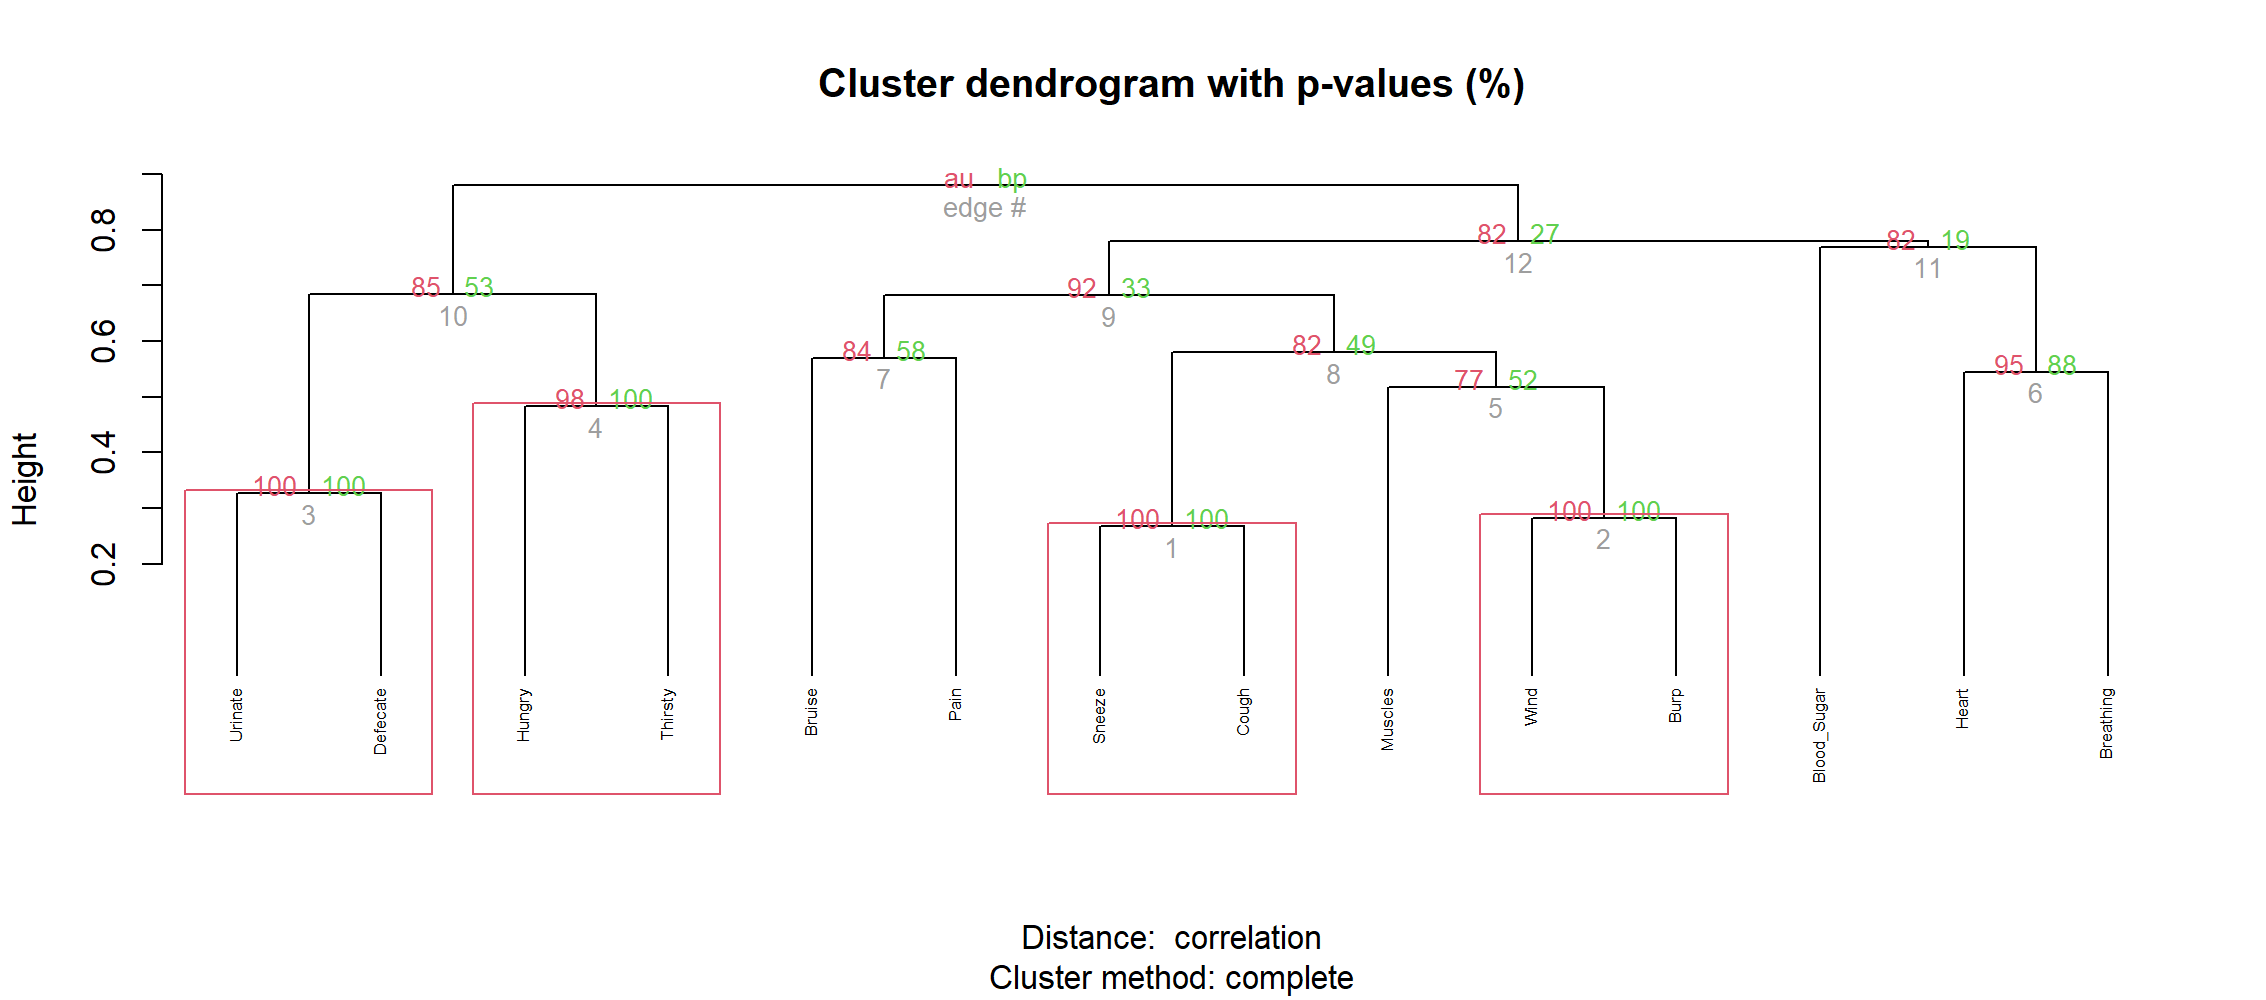 Cluster dendrogram with p-values (%)
au bp
edge #
82 27
12
82 19
11
85 53
10
92 33
9
84 58
7
82 49
8
77 52
5
95 88
6
98 100
4
100 100
3
100 100
1
100 100
2
Height
0.2 0.4 0.6 0.8
Urinate
Defecate
Hungry
Thirsty
Bruise
Pain
Sneeze
Cough
Muscles
Wind
Burp
Blood_Sugar
Heart
Breathing
Distance: correlation
Cluster method: complete